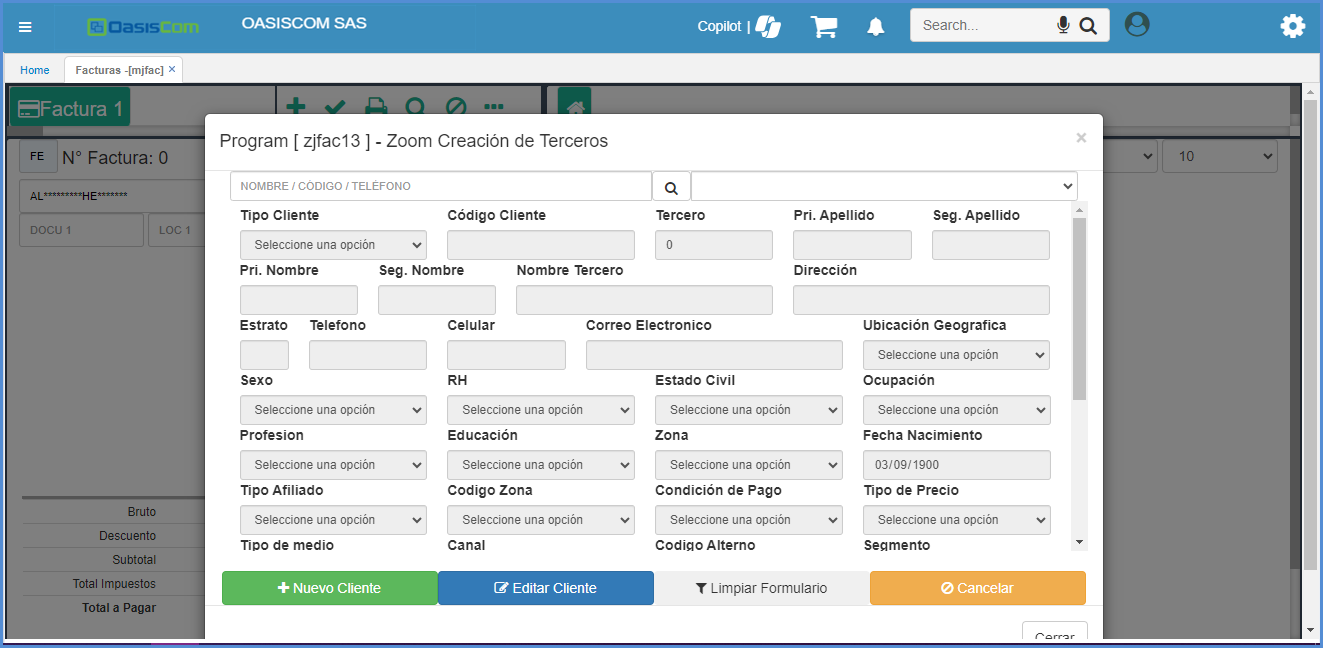 OasisCom
OASISCOM SAS
Copilot |
Search...
Home
Facturas -[mjfac] ×
Factura 1
FE
N° Factura: 0
10
AL*********HE*******
DOCU 1
LOC 1
Program [ zjfac13 ] - Zoom Creación de Terceros
×
NOMBRE / CÓDIGO / TELÉFONO
Tipo Cliente Código Cliente Tercero Pri. Apellido Seg. Apellido
Seleccione una opción 0
Pri. Nombre Seg. Nombre Nombre Tercero Dirección
Estrato Telefono Celular Correo Electronico Ubicación Geografica
Seleccione una opción
Sexo RH Estado Civil Ocupación
Seleccione una opción Seleccione una opción Seleccione una opción Seleccione una opción
Profesion Educación Zona Fecha Nacimiento
Seleccione una opción Seleccione una opción Seleccione una opción 03/09/1900
Tipo Afiliado Codigo Zona Condición de Pago Tipo de Precio
Seleccione una opción Seleccione una opción Seleccione una opción Seleccione una opción
Tipo de medio Canal Codigo Alterno Segmento
Bruto
Descuento
Subtotal
Total Impuestos
Total a Pagar
Nuevo Cliente Editar Cliente Limpiar Formulario Cancelar
Cerrar